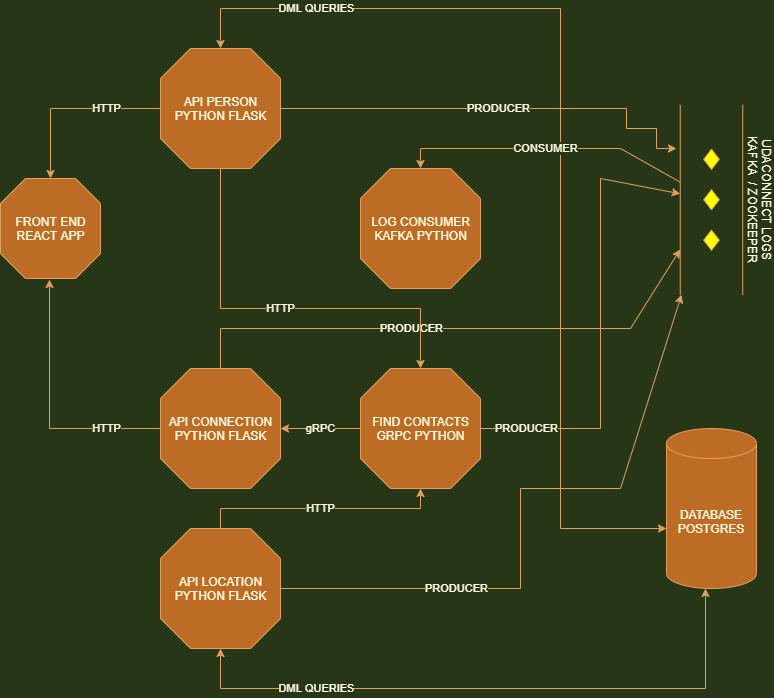 DML QUERIES
API PERSON
PYTHON FLASK
HTTP
PRODUCER
CONSUMER
UDACONNECT LOGS
KAFKA / ZOOKEEPER
FRONT END
REACT APP
LOG CONSUMER
KAFKA PYTHON
HTTP
PRODUCER
API CONNECTION
PYTHON FLASK
HTTP
gRPC
FIND CONTACTS
GRPC PYTHON
PRODUCER
HTTP
DATABASE
POSTGRES
API LOCATION
PYTHON FLASK
PRODUCER
DML QUERIES